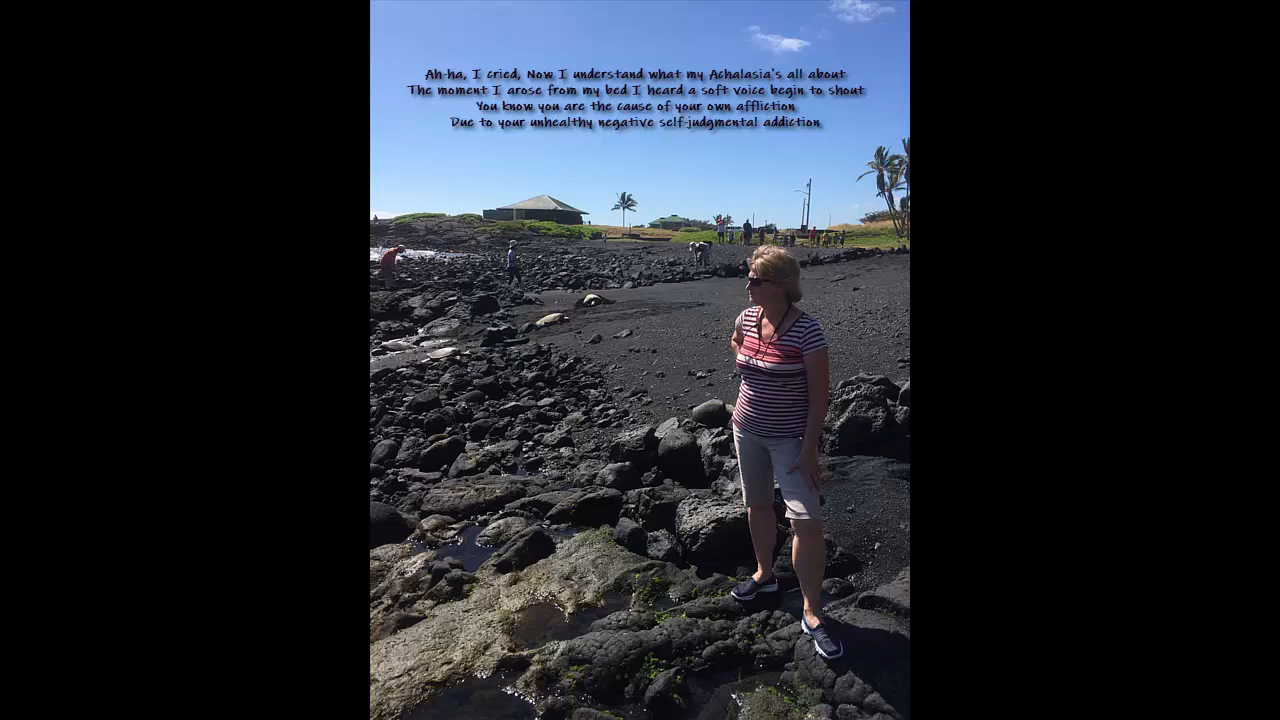 Ah-ha, I cried, Now I understand what my Achalasia's all about
The moment I arose from my bed I heard a soft voice begin to shout
You know you are the cause of your own affliction
Due to your unhealthy negative self-judgmental addiction